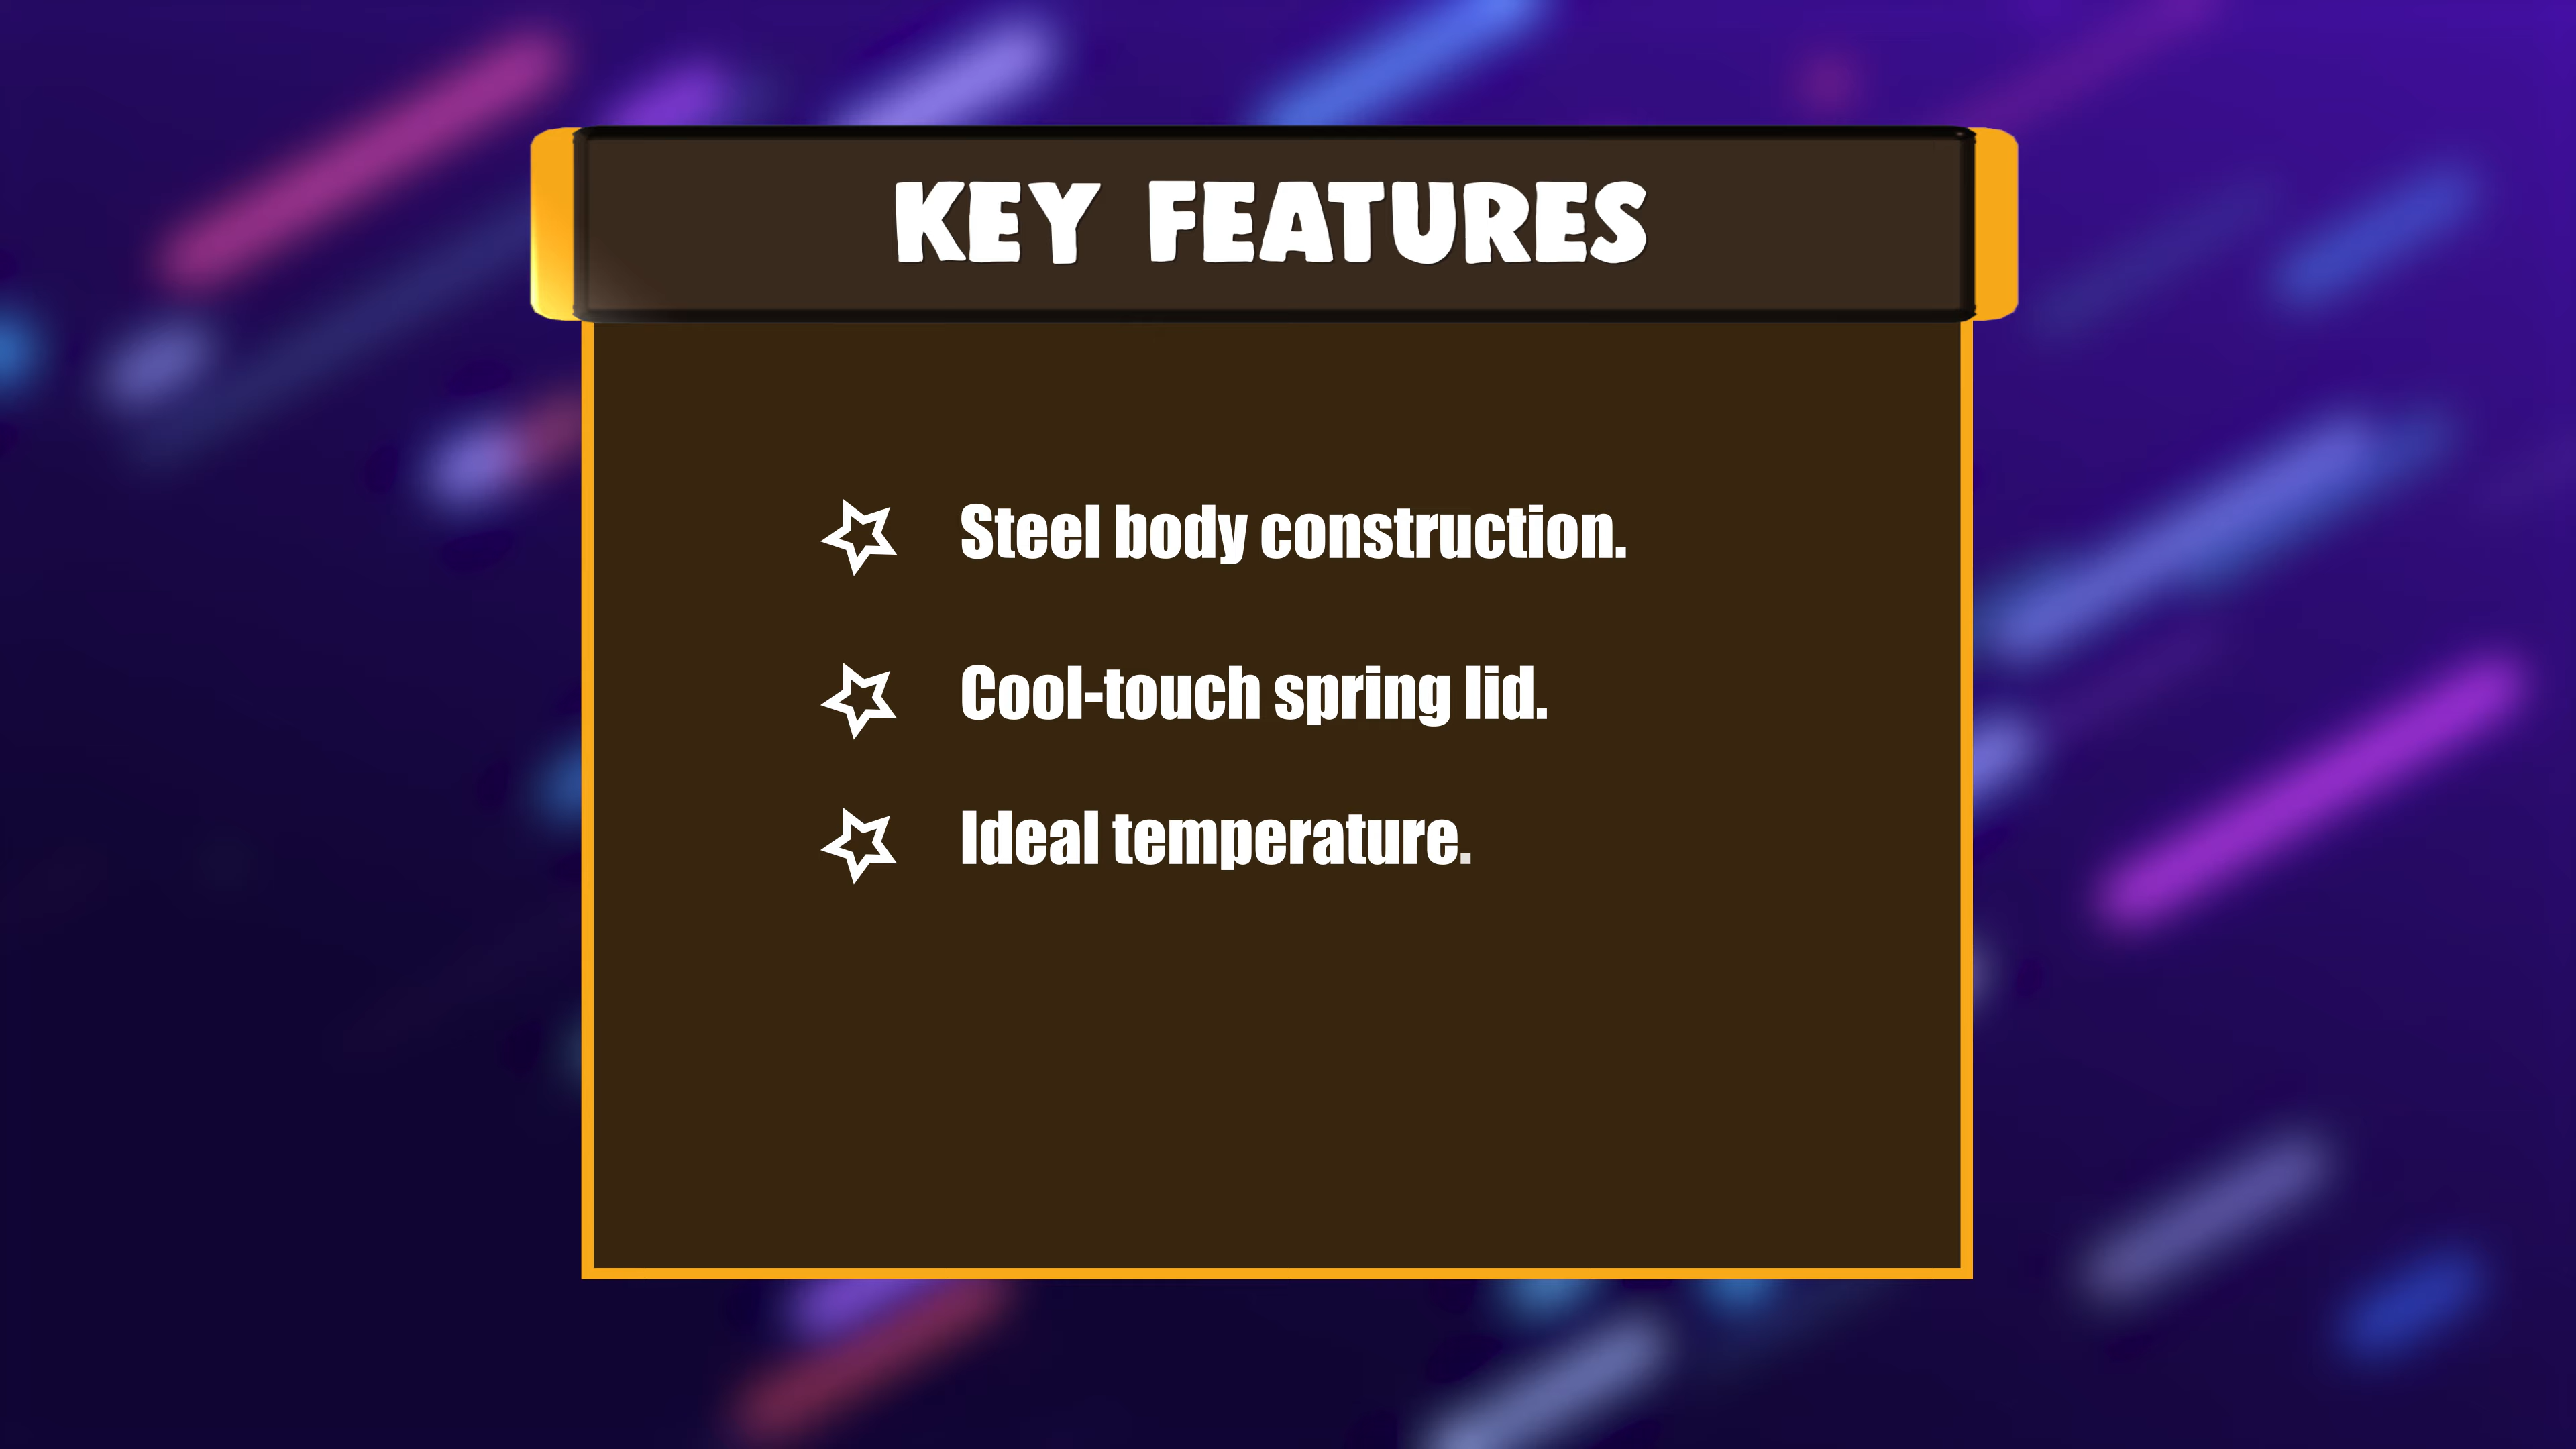 KEY FEATURES
Steel body construction.
Cool-touch spring lid.
Ideal temperature.